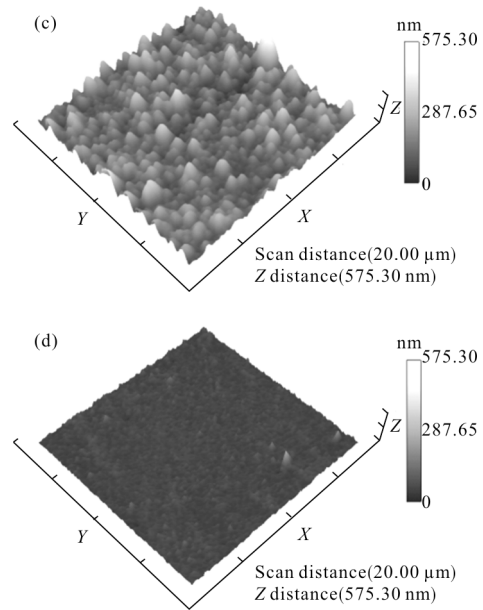 (c)
nm
575.30
Z
287.65
0
Y
X
Scan distance(20.00 µm)
Z distance(575.30 nm)
(d)
nm
575.30
Z
287.65
0
Y
X
Scan distance(20.00 µm)
Z distance(575.30 nm)